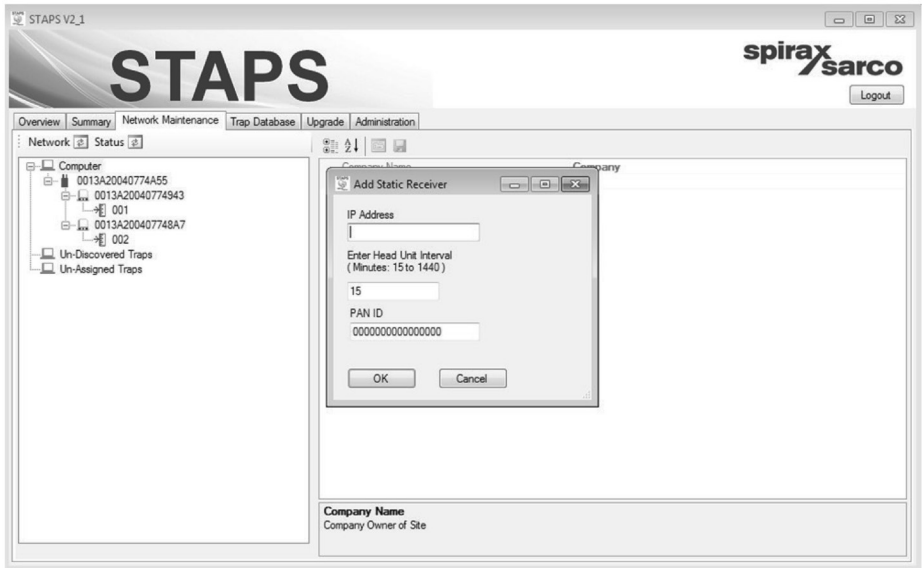 STAPS V2_1
STAPS
spirax
sarco
Logout
Overview
Summary
Network Maintenance
Trap Database
Upgrade
Administration
Network
Status
Computer
0013A20040774A55
0013A20040774943
001
0013A200407748A7
002
Un-Discovered Traps
Un-Assigned Traps
Company Name
Company
Add Static Receiver
IP Address
Enter Head Unit Interval
( Minutes: 15 to 1440 )
15
PAN ID
0000000000000000
OK
Cancel
Company Name
Company Owner of Site